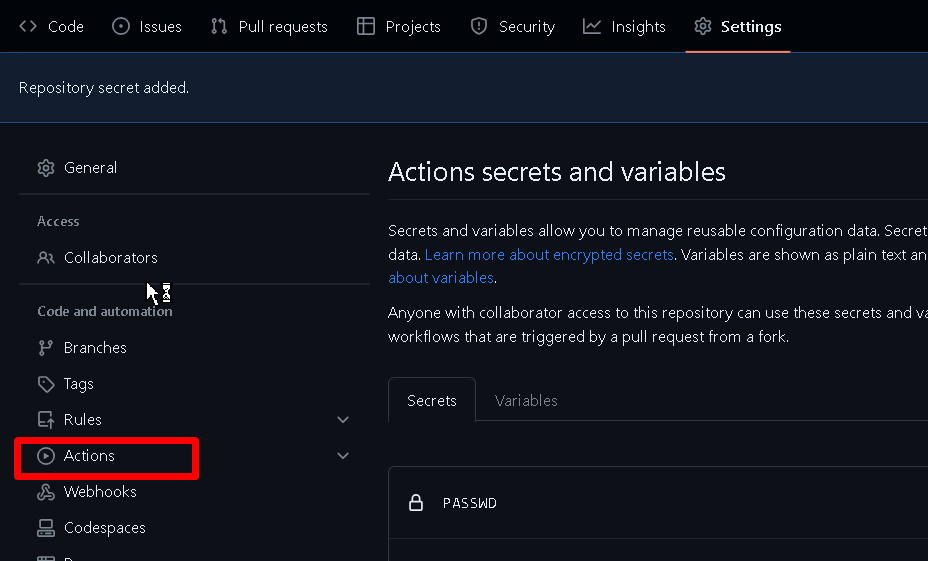 Code Issues Pull requests Projects Security Insights Settings
Repository secret added.
General
Access
Collaborators
Code and automation
Branches
Tags
Rules
Actions
Webhooks
Codespaces
Actions secrets and variables
Secrets and variables allow you to manage reusable configuration data. Secret
data. Learn more about encrypted secrets. Variables are shown as plain text an
about variables.
Anyone with collaborator access to this repository can use these secrets and va
workflows that are triggered by a pull request from a fork.
Secrets Variables
PASSWD